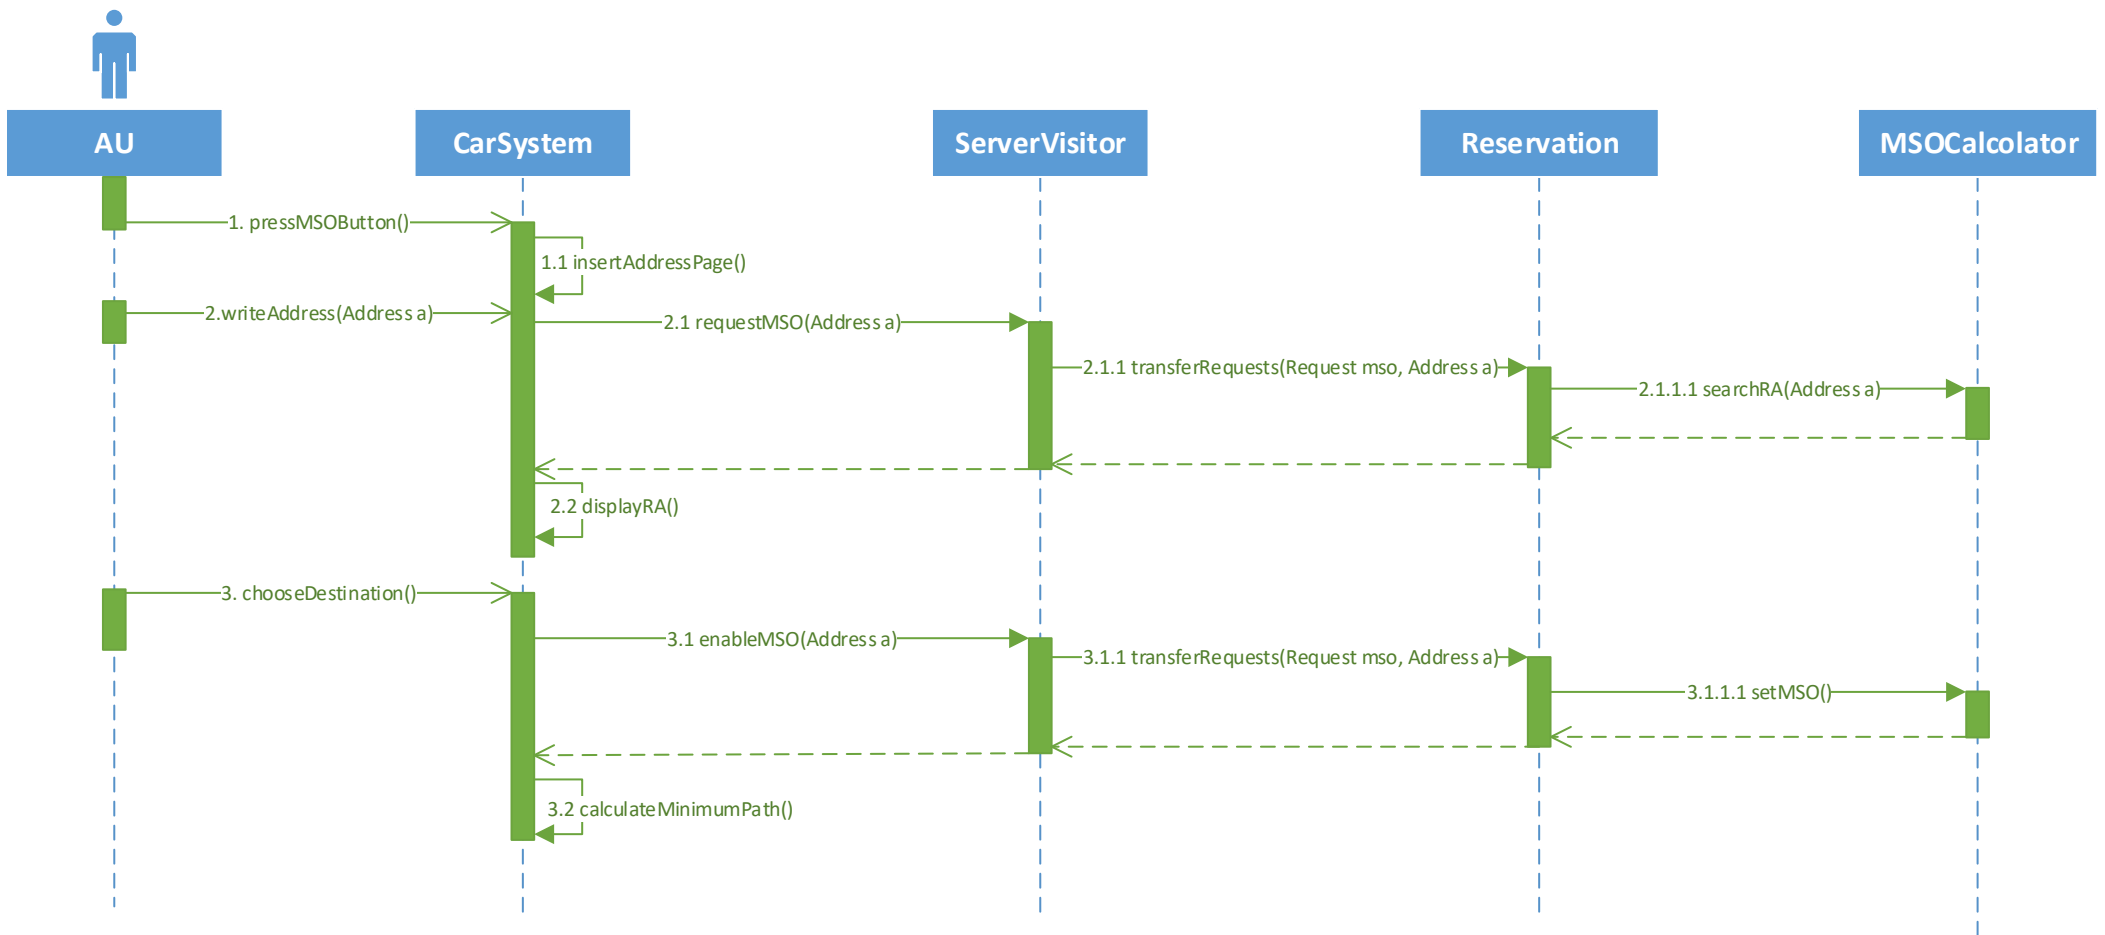 AU
CarSystem
ServerVisitor
Reservation
MSOCalcolator
1. pressMSOButton()
1.1 insertAddressPage()
2.writeAddress(Address a)
2.1 requestMSO(Address a)
2.1.1 transferRequests(Request mso, Address a)
2.1.1.1 searchRA(Address a)
2.2 displayRA()
3. chooseDestination()
3.1 enableMSO(Address a)
3.1.1 transferRequests(Request mso, Address a)
3.1.1.1 setMSO()
3.2 calculateMinimumPath()